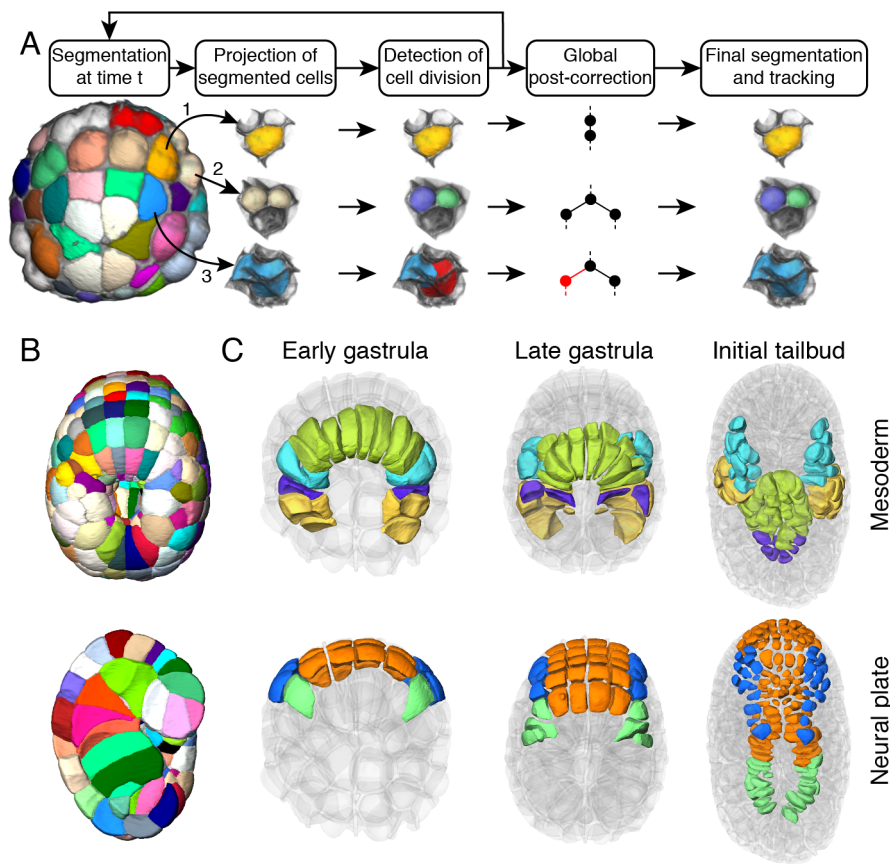 A
Segmentation
at time t
Projection of
segmented cells
Detection of
cell division
Global
post-correction
Final segmentation
and tracking
1
2
3
B
C
Early gastrula
Late gastrula
Initial tailbud
Mesoderm
Neural plate